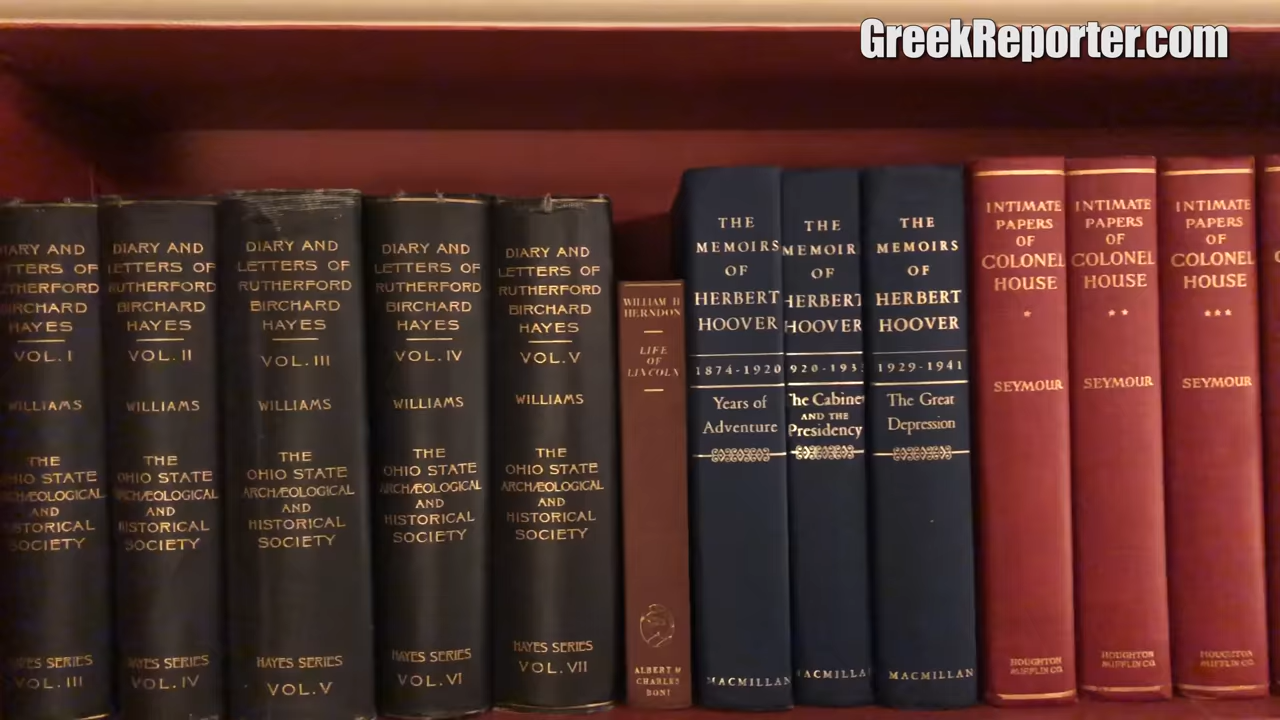 GreekReporter.com
DIARY AND
LETTERS OF
RUTHERFORD
BIRCHARD
HAYES
VOL. I
WILLIAMS
THE
OHIO STATE
ARCHÆOLOGICAL
AND
HISTORICAL
SOCIETY
HAYES SERIES
VOL. III
DIARY AND
LETTERS OF
RUTHERFORD
BIRCHARD
HAYES
VOL. II
WILLIAMS
THE
OHIO STATE
ARCHÆOLOGICAL
AND
HISTORICAL
SOCIETY
HAYES SERIES
VOL. IV
DIARY AND
LETTERS OF
RUTHERFORD
BIRCHARD
HAYES
VOL. III
WILLIAMS
THE
OHIO STATE
ARCHÆOLOGICAL
AND
HISTORICAL
SOCIETY
HAYES SERIES
VOL. V
DIARY AND
LETTERS OF
RUTHERFORD
BIRCHARD
HAYES
VOL. IV
WILLIAMS
THE
OHIO STATE
ARCHÆOLOGICAL
AND
HISTORICAL
SOCIETY
HAYES SERIES
VOL. VI
DIARY AND
LETTERS OF
RUTHERFORD
BIRCHARD
HAYES
VOL. V
WILLIAMS
THE
OHIO STATE
ARCHÆOLOGICAL
AND
HISTORICAL
SOCIETY
HAYES SERIES
VOL. VII
WILLIAM H
HERNDON
LIFE
OF
LINCOLN
ALBERT &
CHARLES
BONI
THE
MEMOIRS
OF
HERBERT
HOOVER
1874-1920
Years of
Adventure
MACMILLAN
THE
MEMOIRS
OF
HERBERT
HOOVER
920-193
The Cabinet
AND THE
Presidency
MACMILLAN
THE
MEMOIRS
OF
HERBERT
HOOVER
1929-1941
The Great
Depression
MACMILLAN
INTIMATE
PAPERS
OF
COLONEL
HOUSE
*
SEYMOUR
HOUGHTON
MIFFLIN CO.
INTIMATE
PAPERS
OF
COLONEL
HOUSE
**
SEYMOUR
HOUGHTON
MIFFLIN CO.
INTIMATE
PAPERS
OF
COLONEL
HOUSE
***
SEYMOUR
HOUGHTON
MIFFLIN CO.